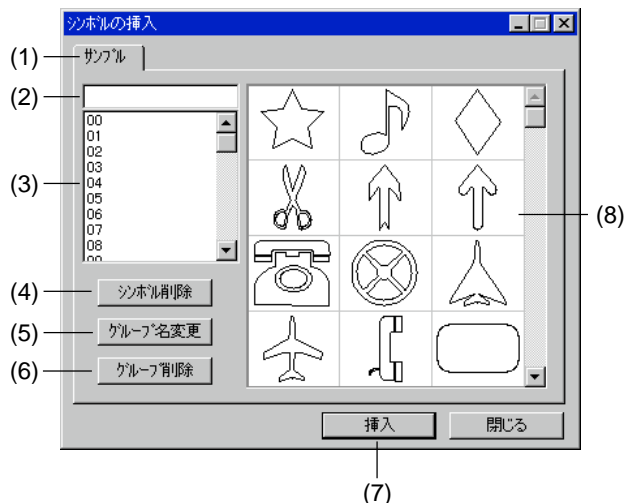 シンボルの挿入
(1)
サンプル
(2)
(3)
00
01
02
03
04
05
06
07
08
(4)
シンボル削除
(5)
グループ名変更
(6)
グループ削除
(8)
挿入
閉じる
(7)